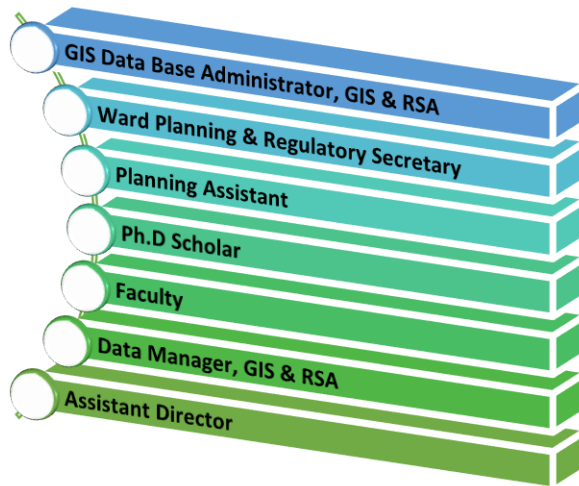 GIS Data Base Administrator, GIS & RSA
Ward Planning & Regulatory Secretary
Planning Assistant
Ph.D Scholar
Faculty
Data Manager, GIS & RSA
Assistant Director